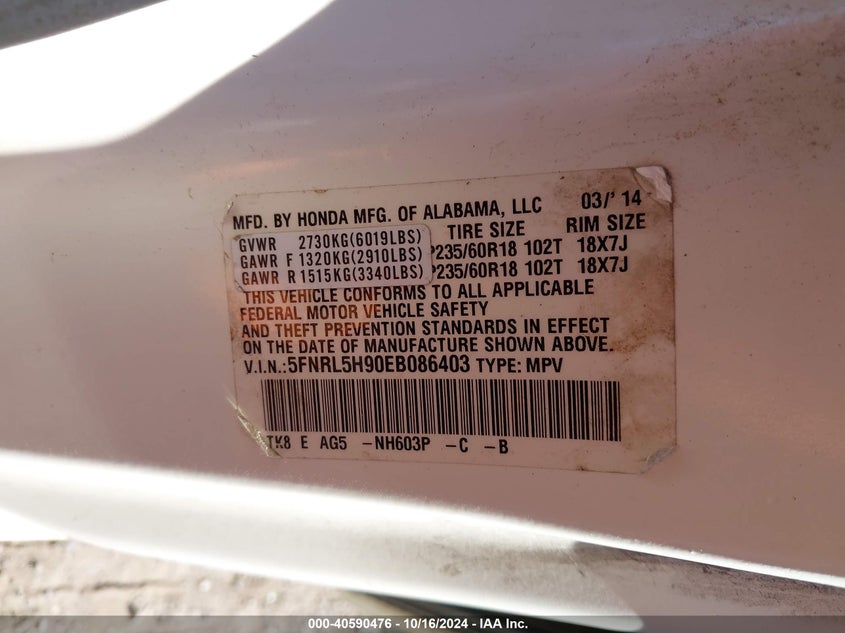 MFD. BY HONDA MFG. OF ALABAMA, LLC 03/'14
TIRE SIZE RIM SIZE
GVWR 2730KG(6019LBS)
GAWR F 1320KG(2910LBS) P235/60R18 102T 18X7J
GAWR R 1515KG(3340LBS) P235/60R18 102T 18X7J
THIS VEHICLE CONFORMS TO ALL APPLICABLE
FEDERAL MOTOR VEHICLE SAFETY
AND THEFT PREVENTION STANDARDS IN EFFECT
ON THE DATE OF MANUFACTURE SHOWN ABOVE.
V.I.N.:5FNRL5H90EB086403 TYPE: MPV
TK8 E AG5 -NH603P -C -B
000-40590476 - 10/16/2024 - IAA Inc.